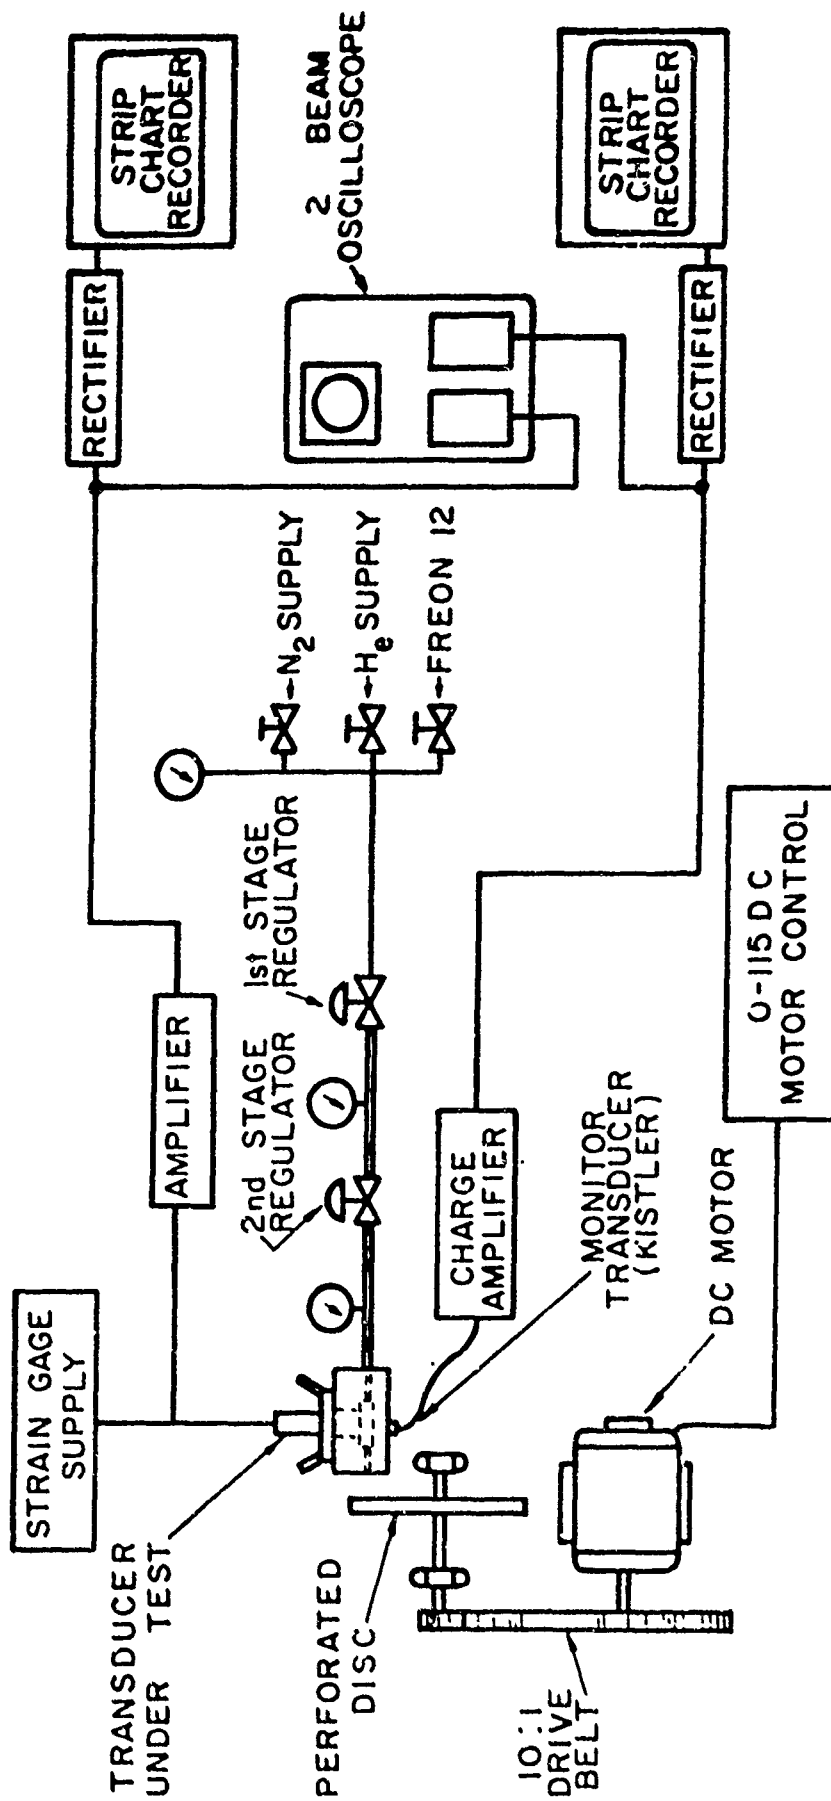 STRAIN GAGE
SUPPLY
AMPLIFIER
RECTIFIER
STRIP
CHART
RECORDER
TRANSDUCER
UNDER TEST
2nd STAGE
REGULATOR
1st STAGE
REGULATOR
N2 SUPPLY
He SUPPLY
FREON 12
2 BEAM
OSCILLOSCOPE
PERFORATED
DISC
CHARGE
AMPLIFIER
MONITOR
TRANSDUCER
(KISTLER)
RECTIFIER
STRIP
CHART
RECORDER
10:1
DRIVE
BELT
DC MOTOR
0-115 DC
MOTOR CONTROL